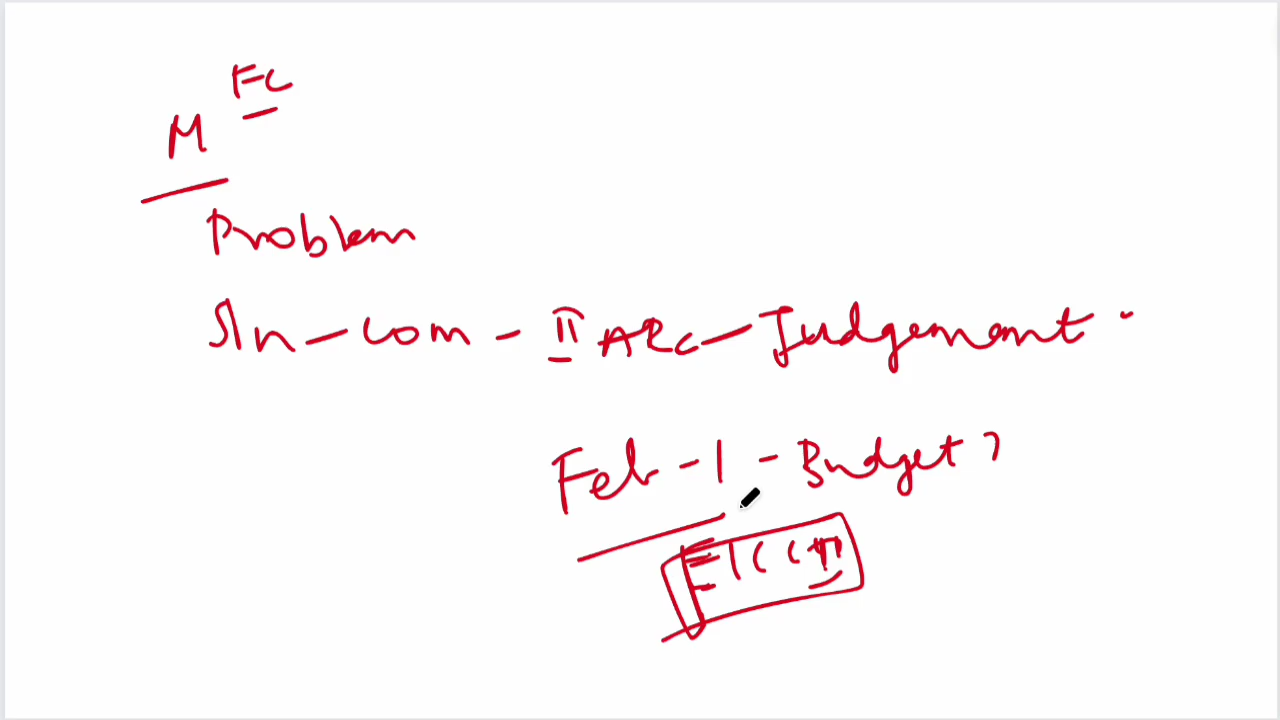 FC
M
Problem
Sln - com - II ARC - Judgement.
Feb - 1 - Budget ?